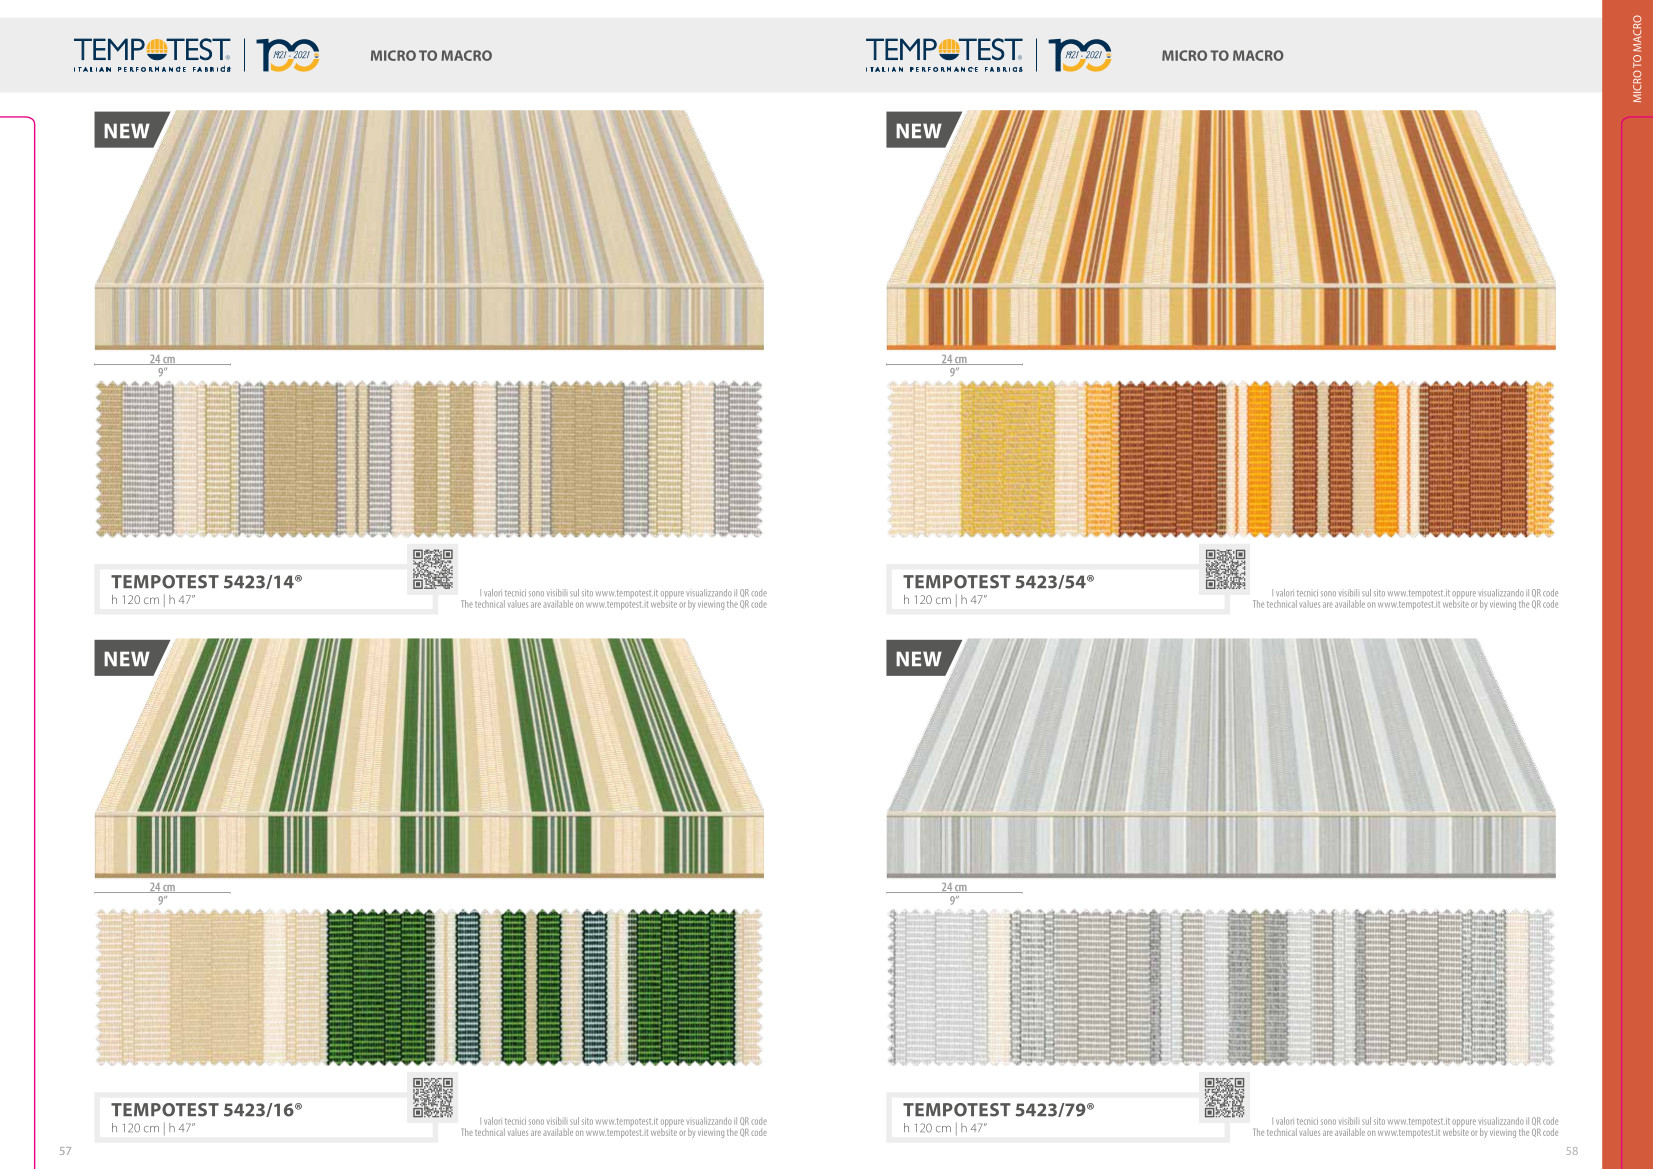 TEMPOTEST®
ITALIAN PERFORMANCE FABRICS
100
1921 - 2021
MICRO TO MACRO
NEW
24 cm
9”
TEMPOTEST 5423/14®
h 120 cm | h 47”
I valori tecnici sono visibili sul sito www.tempotest.it oppure visualizzando il QR code
The technical values are available on www.tempotest.it website or by viewing the QR code
NEW
24 cm
9”
TEMPOTEST 5423/16®
h 120 cm | h 47”
I valori tecnici sono visibili sul sito www.tempotest.it oppure visualizzando il QR code
The technical values are available on www.tempotest.it website or by viewing the QR code
57
TEMPOTEST®
ITALIAN PERFORMANCE FABRICS
100
1921 - 2021
MICRO TO MACRO
NEW
24 cm
9”
TEMPOTEST 5423/54®
h 120 cm | h 47”
I valori tecnici sono visibili sul sito www.tempotest.it oppure visualizzando il QR code
The technical values are available on www.tempotest.it website or by viewing the QR code
NEW
24 cm
9”
TEMPOTEST 5423/79®
h 120 cm | h 47”
I valori tecnici sono visibili sul sito www.tempotest.it oppure visualizzando il QR code
The technical values are available on www.tempotest.it website or by viewing the QR code
58
MICRO TO MACRO